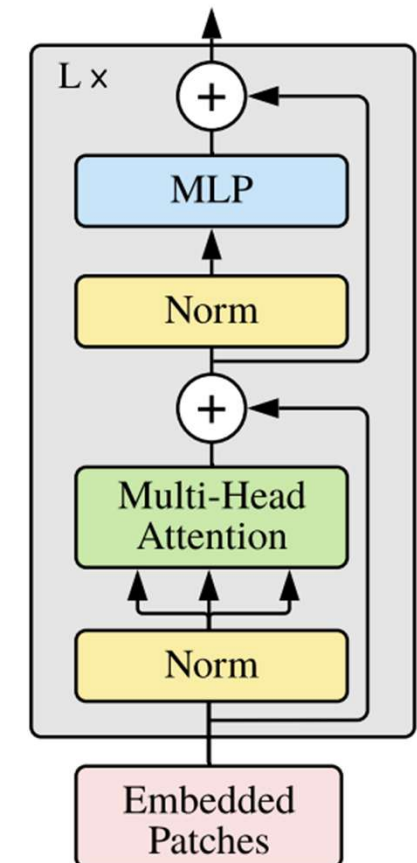 L ×
+
MLP
Norm
+
Multi-Head
Attention
Norm
Embedded
Patches